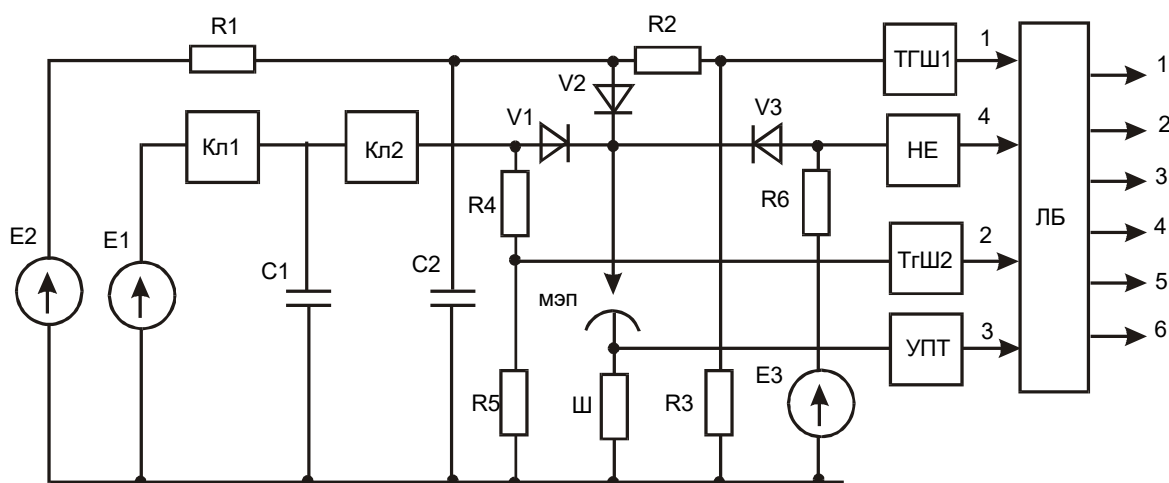 R1
R2
ТГШ1
1
1
V2
V1
V3
4
2
Кл1
Кл2
НЕ
3
R4
R6
ЛБ
E2
E1
2
4
C1
C2
ТгШ2
мэп
5
3
6
УПТ
E3
R5
Ш
R3